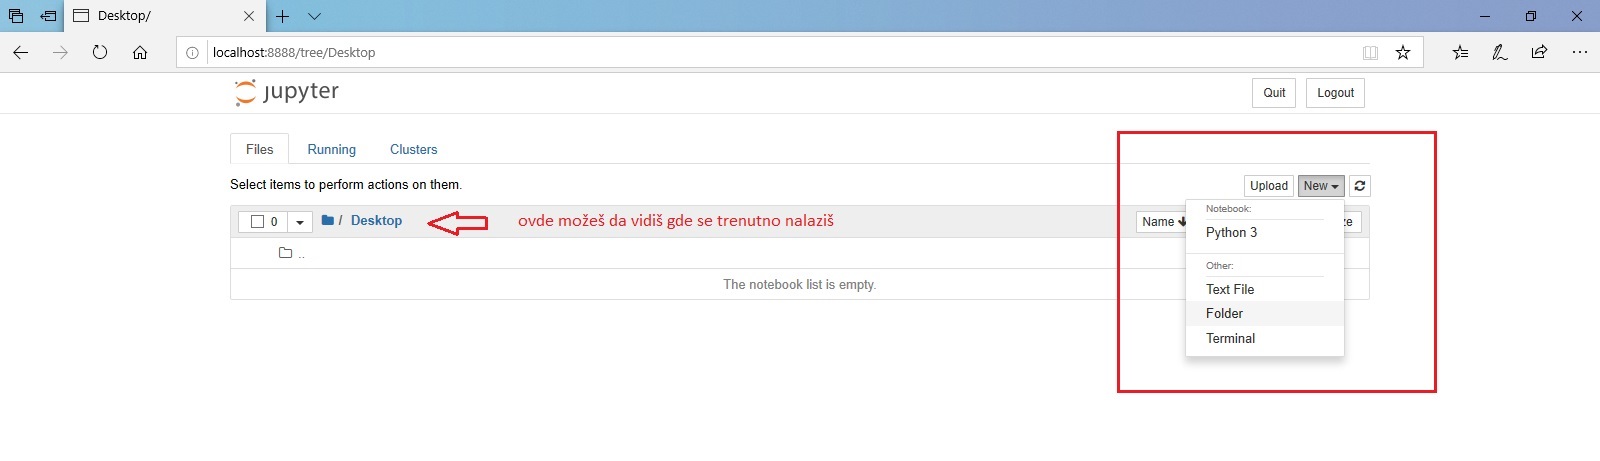 Desktop/
localhost:8888/tree/Desktop
jupyter
Quit Logout
Files Running Clusters
Select items to perform actions on them.
Upload New
0 / Desktop ovde možeš da vidiš gde se trenutno nalaziš Name ze
Notebook:
Python 3
..
Other:
The notebook list is empty.
Text File
Folder
Terminal